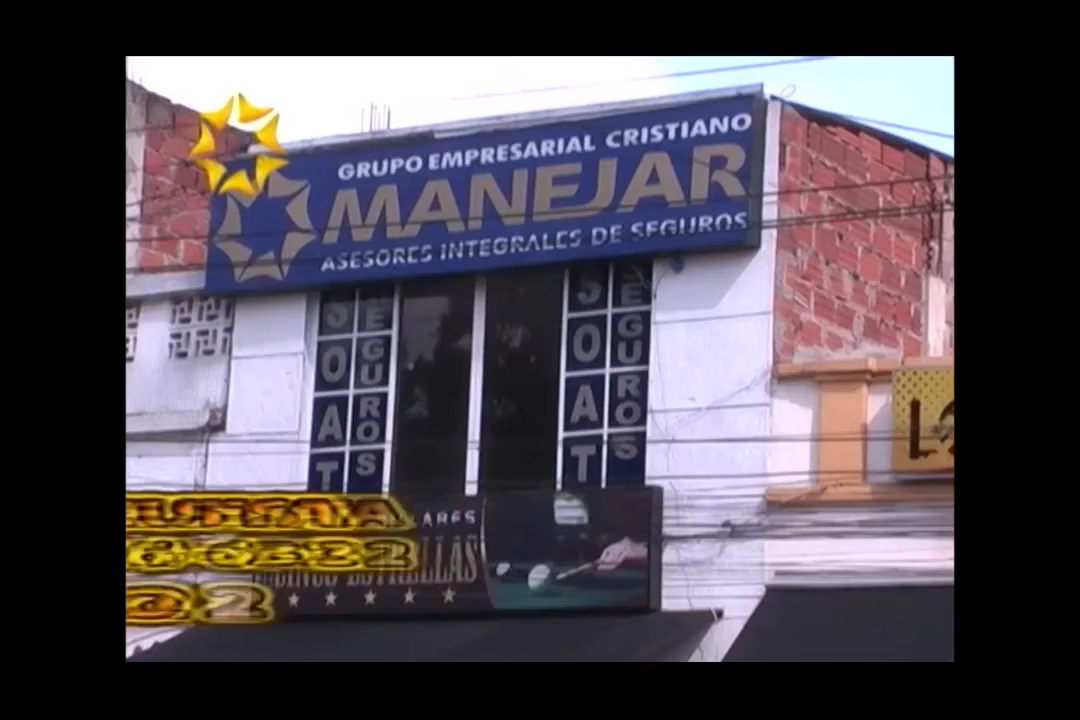 GRUPO EMPRESARIAL CRISTIANO
MANEJAR
ASESORES INTEGRALES DE SEGUROS
SOAT
SEGUROS
SOAT
SEGUROS
ESTRELLAS